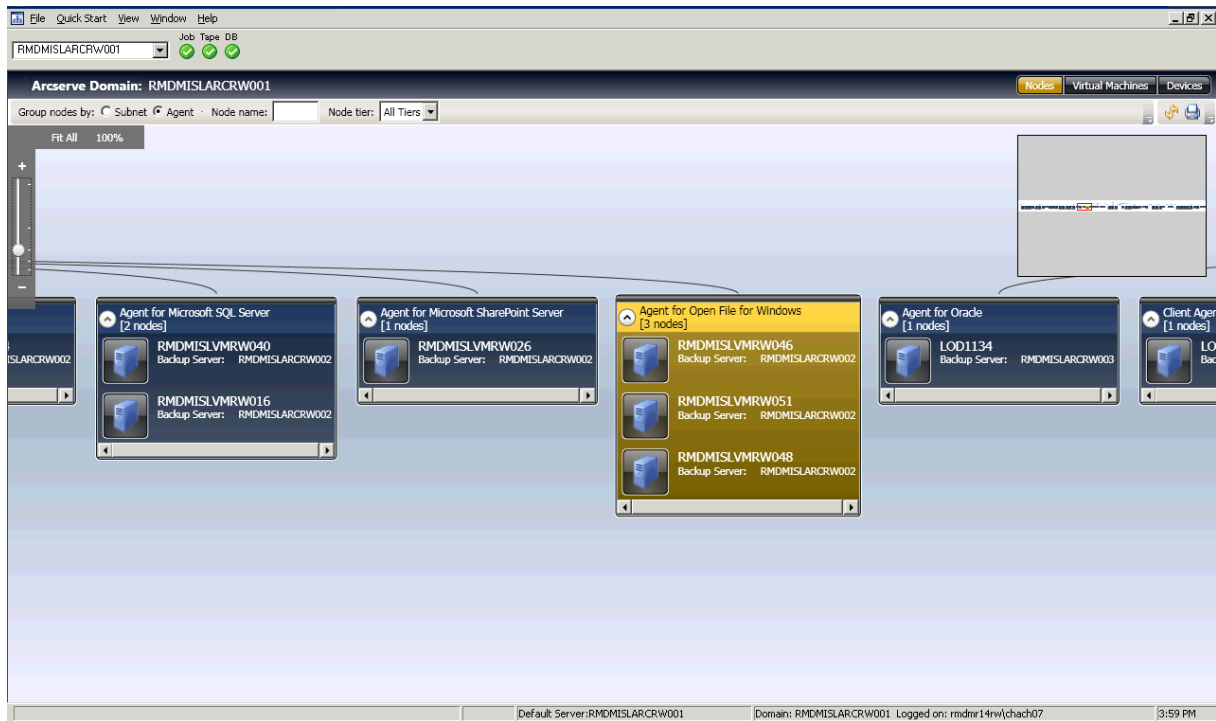 File Quick Start View Window Help
Job Tape DB
RMDMISLARCRW001
Arcserve Domain: RMDMISLARCRW001
Nodes Virtual Machines Devices
Group nodes by: Subnet Agent · Node name: Node tier: All Tiers
Fit All 100%
Agent for Microsoft SQL Server
[2 nodes]
RMDMISLVMRW040
Backup Server: RMDMISLARCRW002
RMDMISLVMRW016
Backup Server: RMDMISLARCRW002
Agent for Microsoft SharePoint Server
[1 nodes]
RMDMISLVMRW026
Backup Server: RMDMISLARCRW002
Agent for Open File for Windows
[3 nodes]
RMDMISLVMRW046
Backup Server: RMDMISLARCRW002
RMDMISLVMRW051
Backup Server: RMDMISLARCRW002
RMDMISLVMRW048
Backup Server: RMDMISLARCRW002
Agent for Oracle
[1 nodes]
LOD1134
Backup Server: RMDMISLARCRW003
Client Agen
[1 nodes]
LO
Bac
ISLARCRW002
Default Server:RMDMISLARCRW001
Domain: RMDMISLARCRW001 Logged on: rmdmr14rw\chach07
3:59 PM